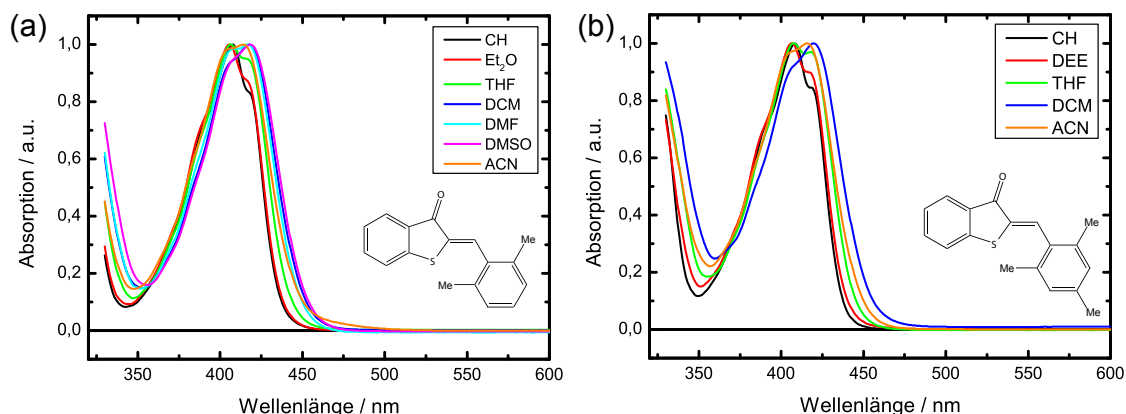 (a)
1,0
0,8
0,6
0,4
0,2
0,0
Absorption / a.u.
350 400 450 500 550 600
Wellenlänge / nm
CH
Et₂O
THF
DCM
DMF
DMSO
ACN
O
S
Me
Me
(b)
1,0
0,8
0,6
0,4
0,2
0,0
Absorption / a.u.
350 400 450 500 550 600
Wellenlänge / nm
CH
DEE
THF
DCM
ACN
O
Me
S
Me
Me